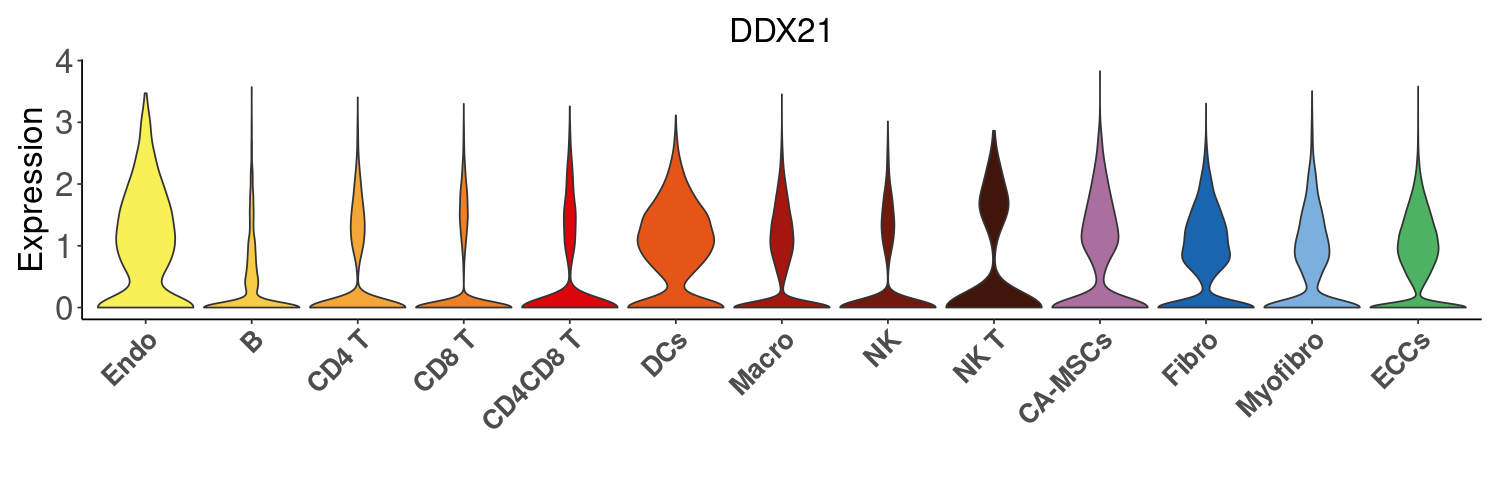 DDX21
Expression
4
3
2
1
0
Endo
B
CD4 T
CD8 T
CD4CD8 T
DCs
Macro
NK
NK T
CA-MSCs
Fibro
Myofibro
ECCs